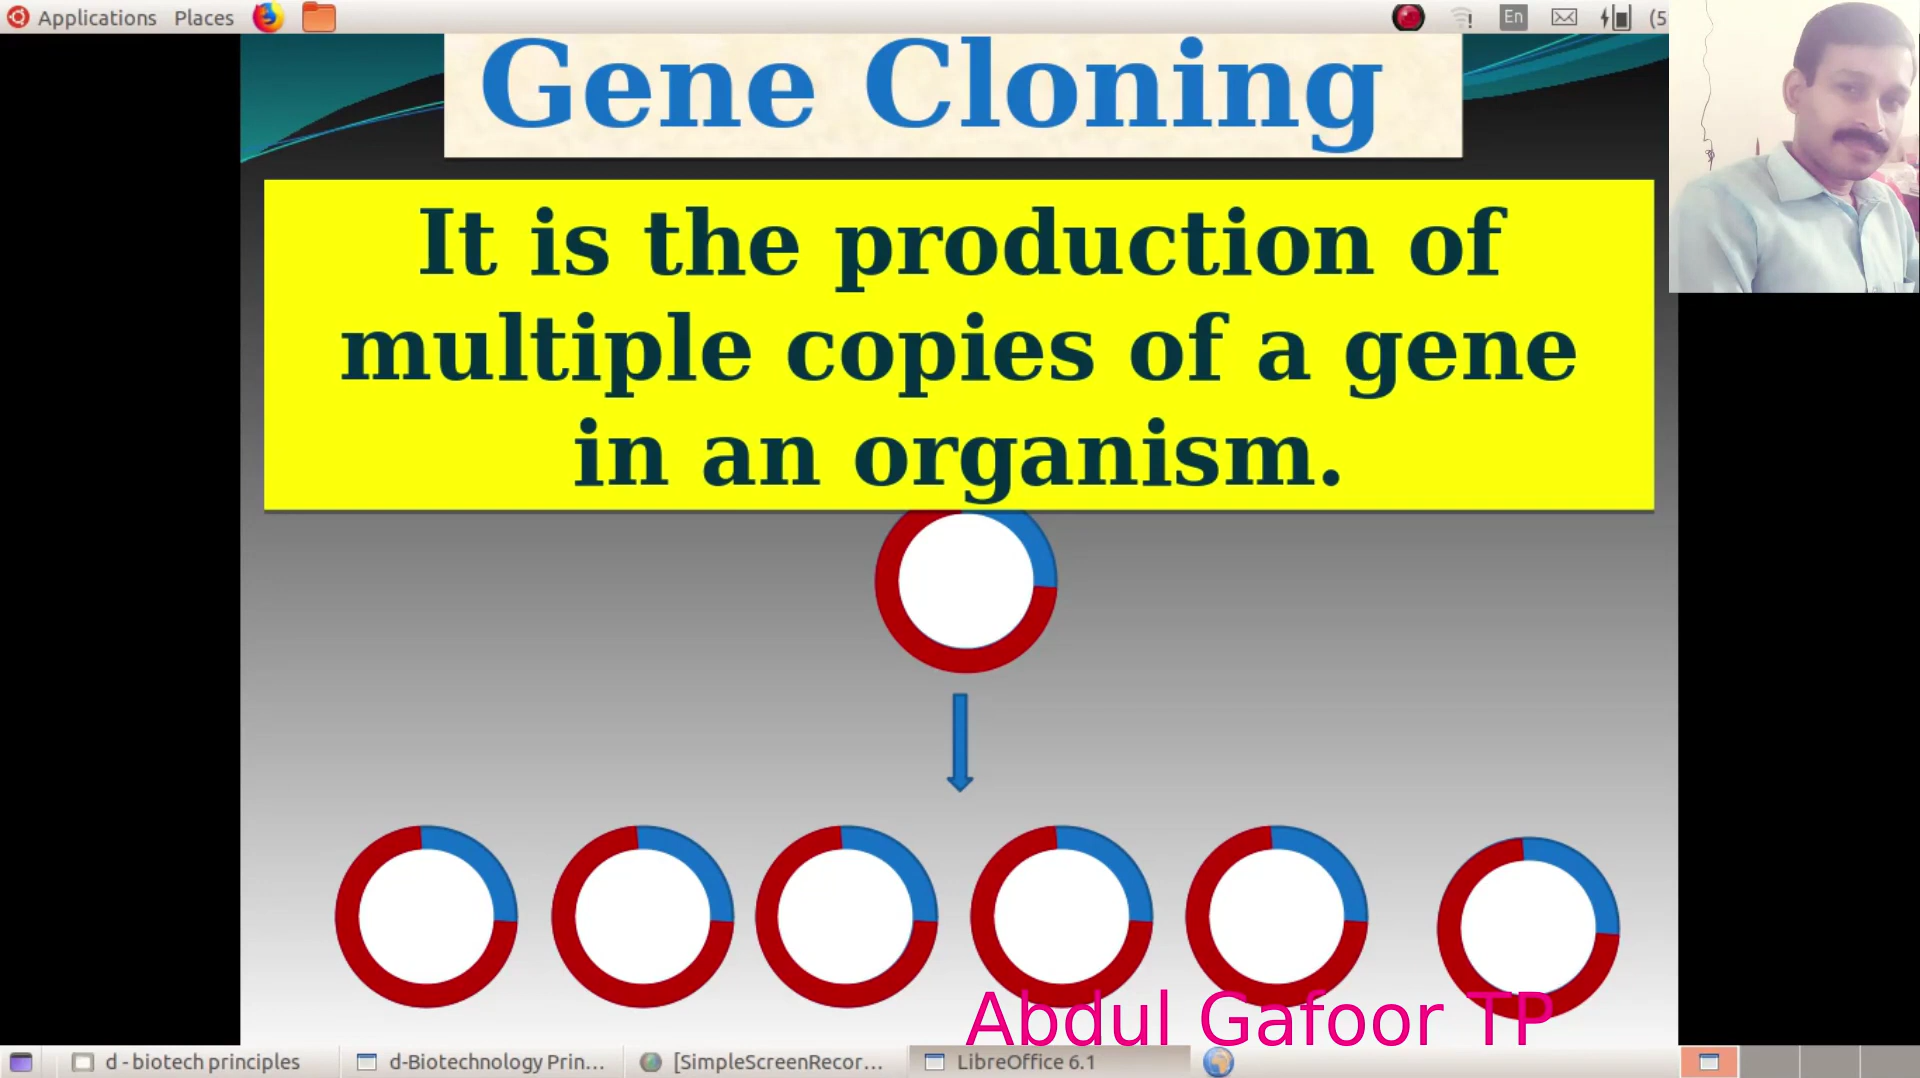 Applications Places
En
(5
Gene Cloning
It is the production of
multiple copies of a gene
in an organism.
Abdul Gafoor TP
d - biotech principles
d-Biotechnology Prin...
[SimpleScreenRecor...
LibreOffice 6.1